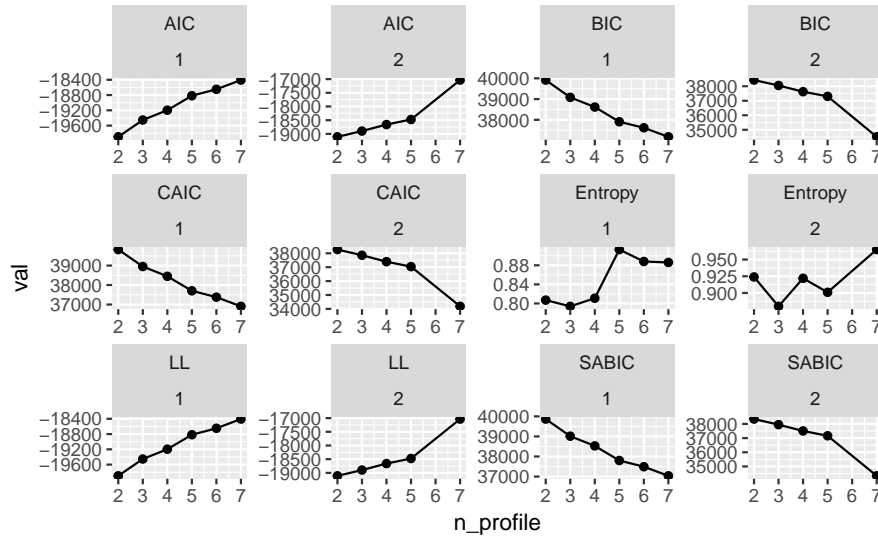 AIC AIC BIC BIC
1 2 1 2
−18400 −17000 40000 38000
−18800 −17500 39000 37000
−19200 −18000 38000 36000
−19600 −18500 35000
−19000
2 3 4 5 6 7 2 3 4 5 6 7 2 3 4 5 6 7 2 3 4 5 6 7
CAIC CAIC Entropy Entropy
1 2 1 2
39000 38000 0.88 0.950
38000 37000 0.84 0.925
37000 36000 0.80 0.900
35000
34000
2 3 4 5 6 7 2 3 4 5 6 7 2 3 4 5 6 7 2 3 4 5 6 7
LL LL SABIC SABIC
1 2 1 2
−18400 −17000 40000 38000
−18800 −17500 39000 37000
−19200 −18000 38000 36000
−19600 −18500 37000 35000
−19000
2 3 4 5 6 7 2 3 4 5 6 7 2 3 4 5 6 7 2 3 4 5 6 7
val
n_profile